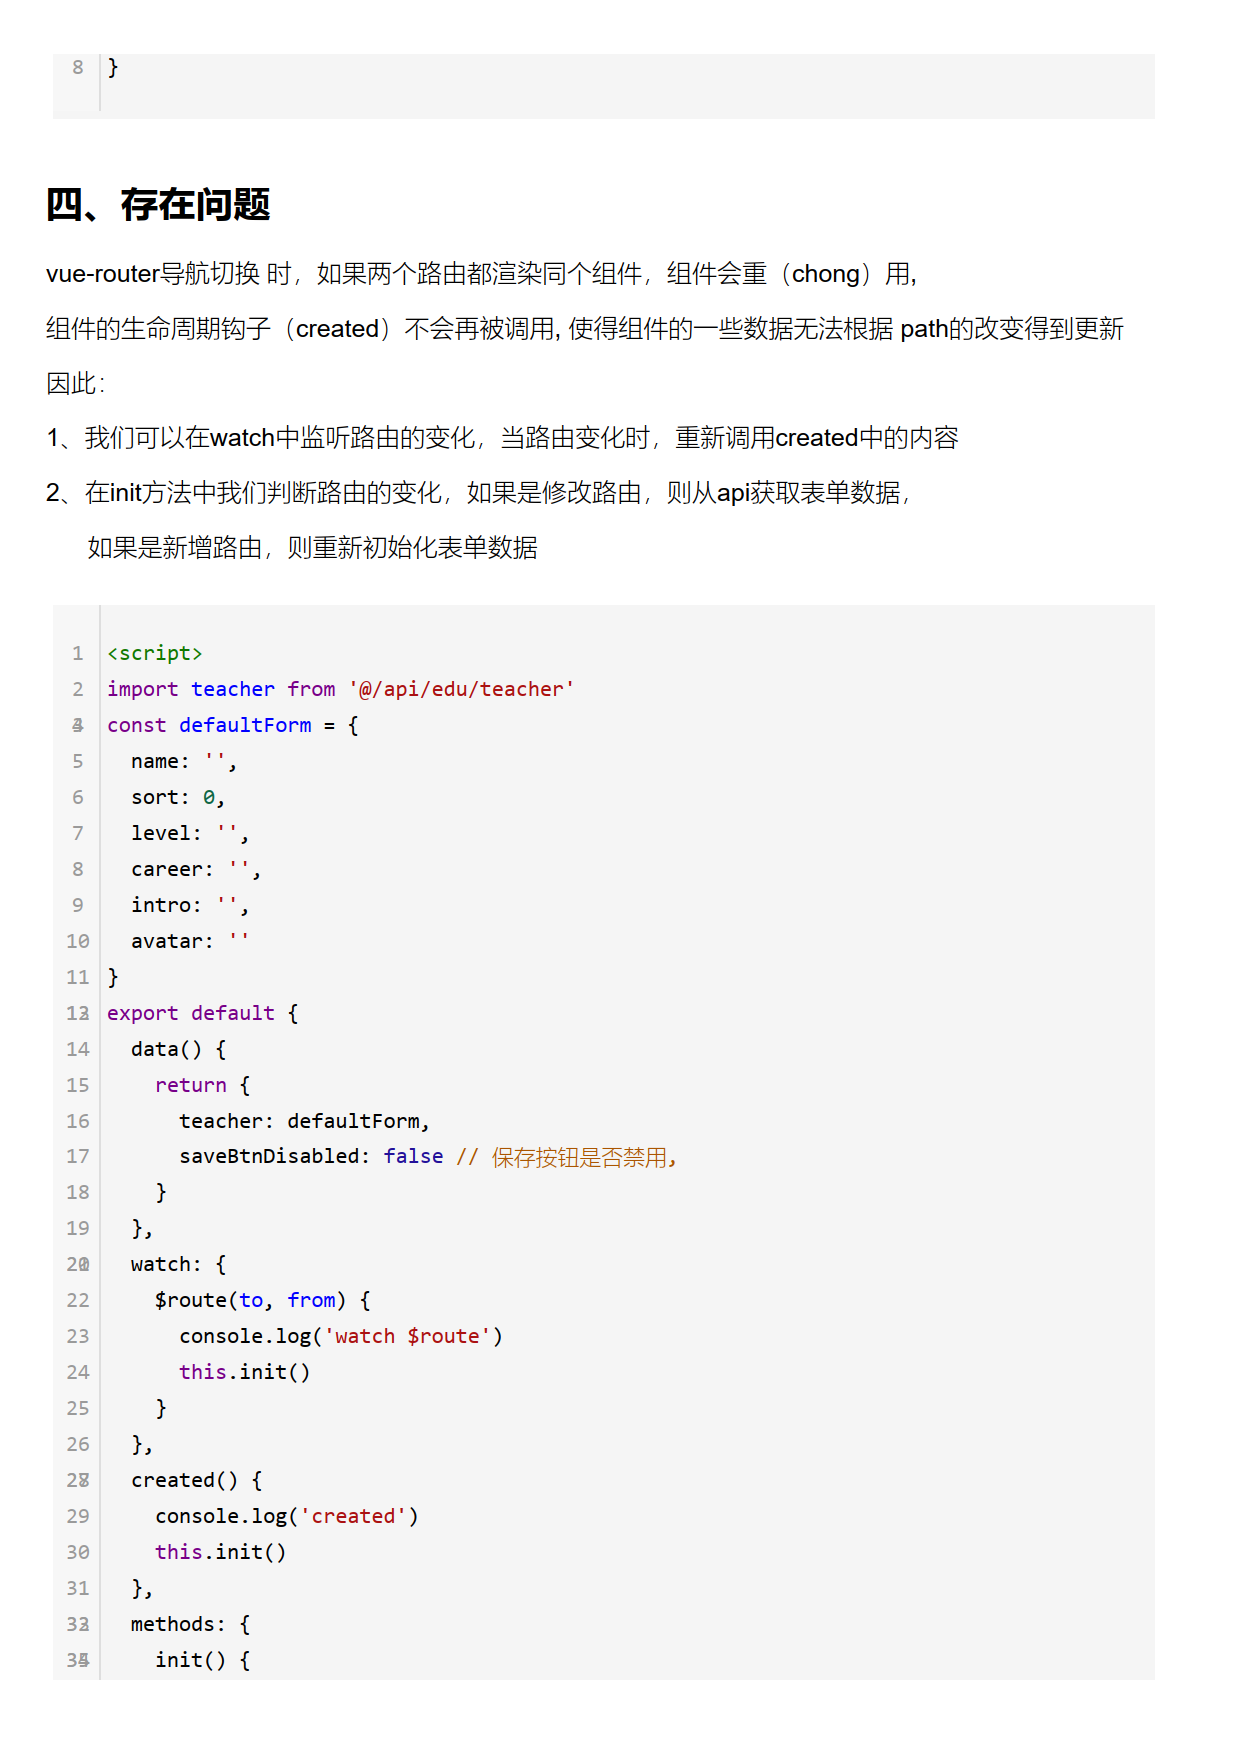 8 }
四、存在问题
vue-router导航切换 时，如果两个路由都渲染同个组件，组件会重（chong）用,
组件的生命周期钩子（created）不会再被调用, 使得组件的一些数据无法根据 path的改变得到更新
因此：
1、我们可以在watch中监听路由的变化，当路由变化时，重新调用created中的内容
2、在init方法中我们判断路由的变化，如果是修改路由，则从api获取表单数据，
如果是新增路由，则重新初始化表单数据
1 <script>
2 import teacher from '@/api/edu/teacher'
const defaultForm = {
5 name: '',
6 sort: 0,
7 level: '',
8 career: '',
9 intro: '',
10 avatar: ''
11 }
export default {
14 data() {
15 return {
16 teacher: defaultForm,
17 saveBtnDisabled: false // 保存按钮是否禁用,
18 }
19 },
watch: {
22 $route(to, from) {
23 console.log('watch $route')
24 this.init()
25 }
26 },
created() {
29 console.log('created')
30 this.init()
31 },
methods: {
init() {